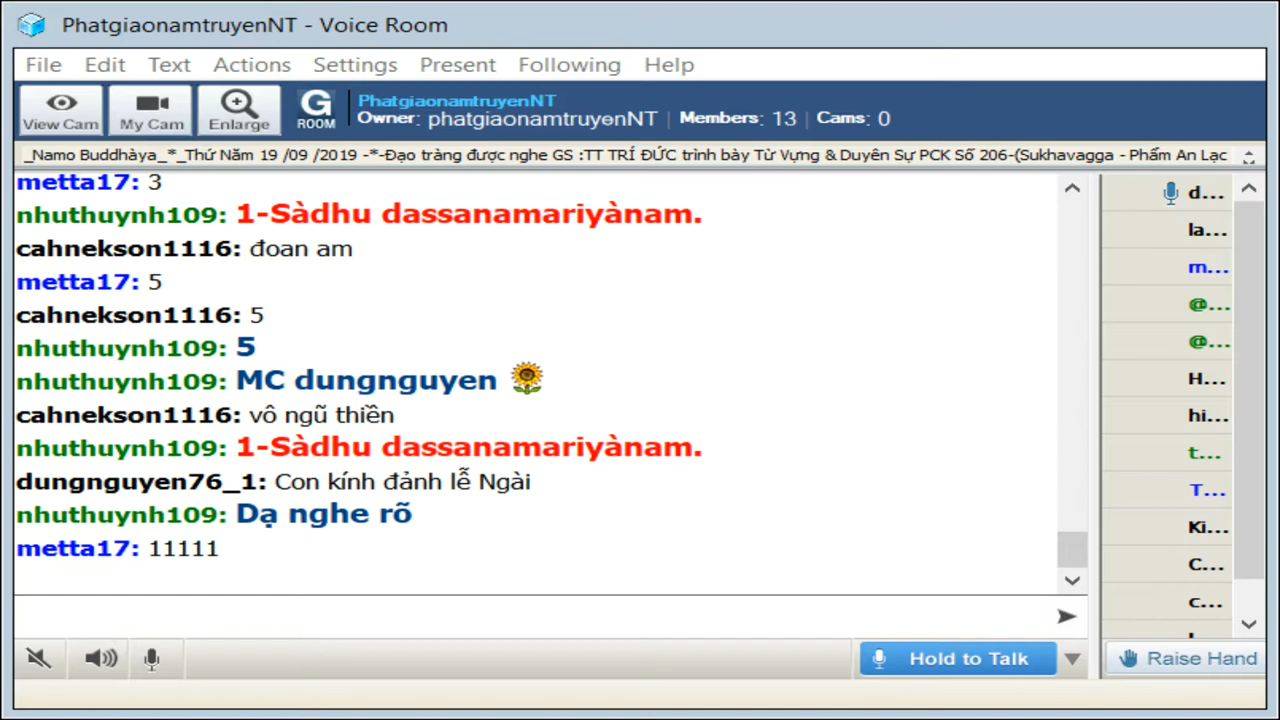 PhatgiaonamtruyenNT - Voice Room
File Edit Text Actions Settings Present Following Help
View Cam My Cam Enlarge G ROOM PhatgiaonamtruyenNT
Owner: phatgiaonamtruyenNT Members: 13 Cams: 0
_Namo Buddhàya_*_Thứ Năm 19 /09 /2019 -*-Đạo tràng được nghe GS :TT TRÍ ĐỨC trình bày Từ Vựng & Duyên Sự PCK Số 206-(Sukhavagga - Phẩm An Lạc
metta17: 3
nhuthuynh109: 1-Sàdhu dassanamariyànam.
cahnekson1116: đoan am
metta17: 5
cahnekson1116: 5
nhuthuynh109: 5
nhuthuynh109: MC dungnguyen
cahnekson1116: vô ngũ thiền
nhuthuynh109: 1-Sàdhu dassanamariyànam.
dungnguyen76_1: Con kính đảnh lễ Ngài
nhuthuynh109: Dạ nghe rõ
metta17: 11111
d...
la...
m...
@...
@...
H...
hi...
t...
T...
Ki...
C...
c...
Hold to Talk
Raise Hand